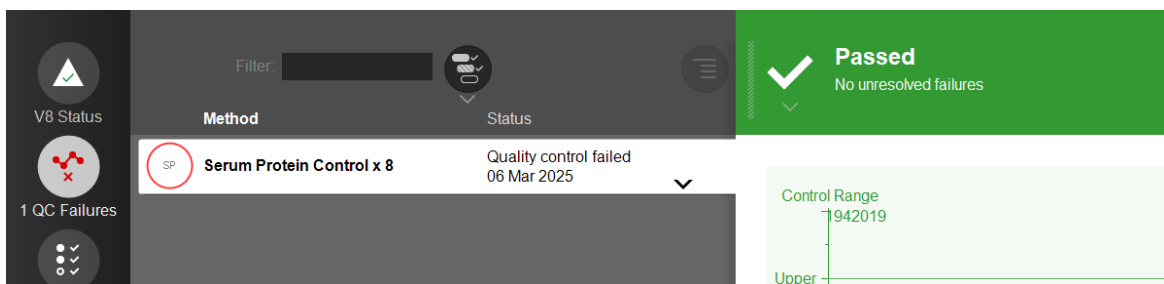 V8 Status
1 QC Failures
Filter:
Method Status
SP Serum Protein Control x 8 Quality control failed
06 Mar 2025
Passed
No unresolved failures
Control Range
1942019
Upper